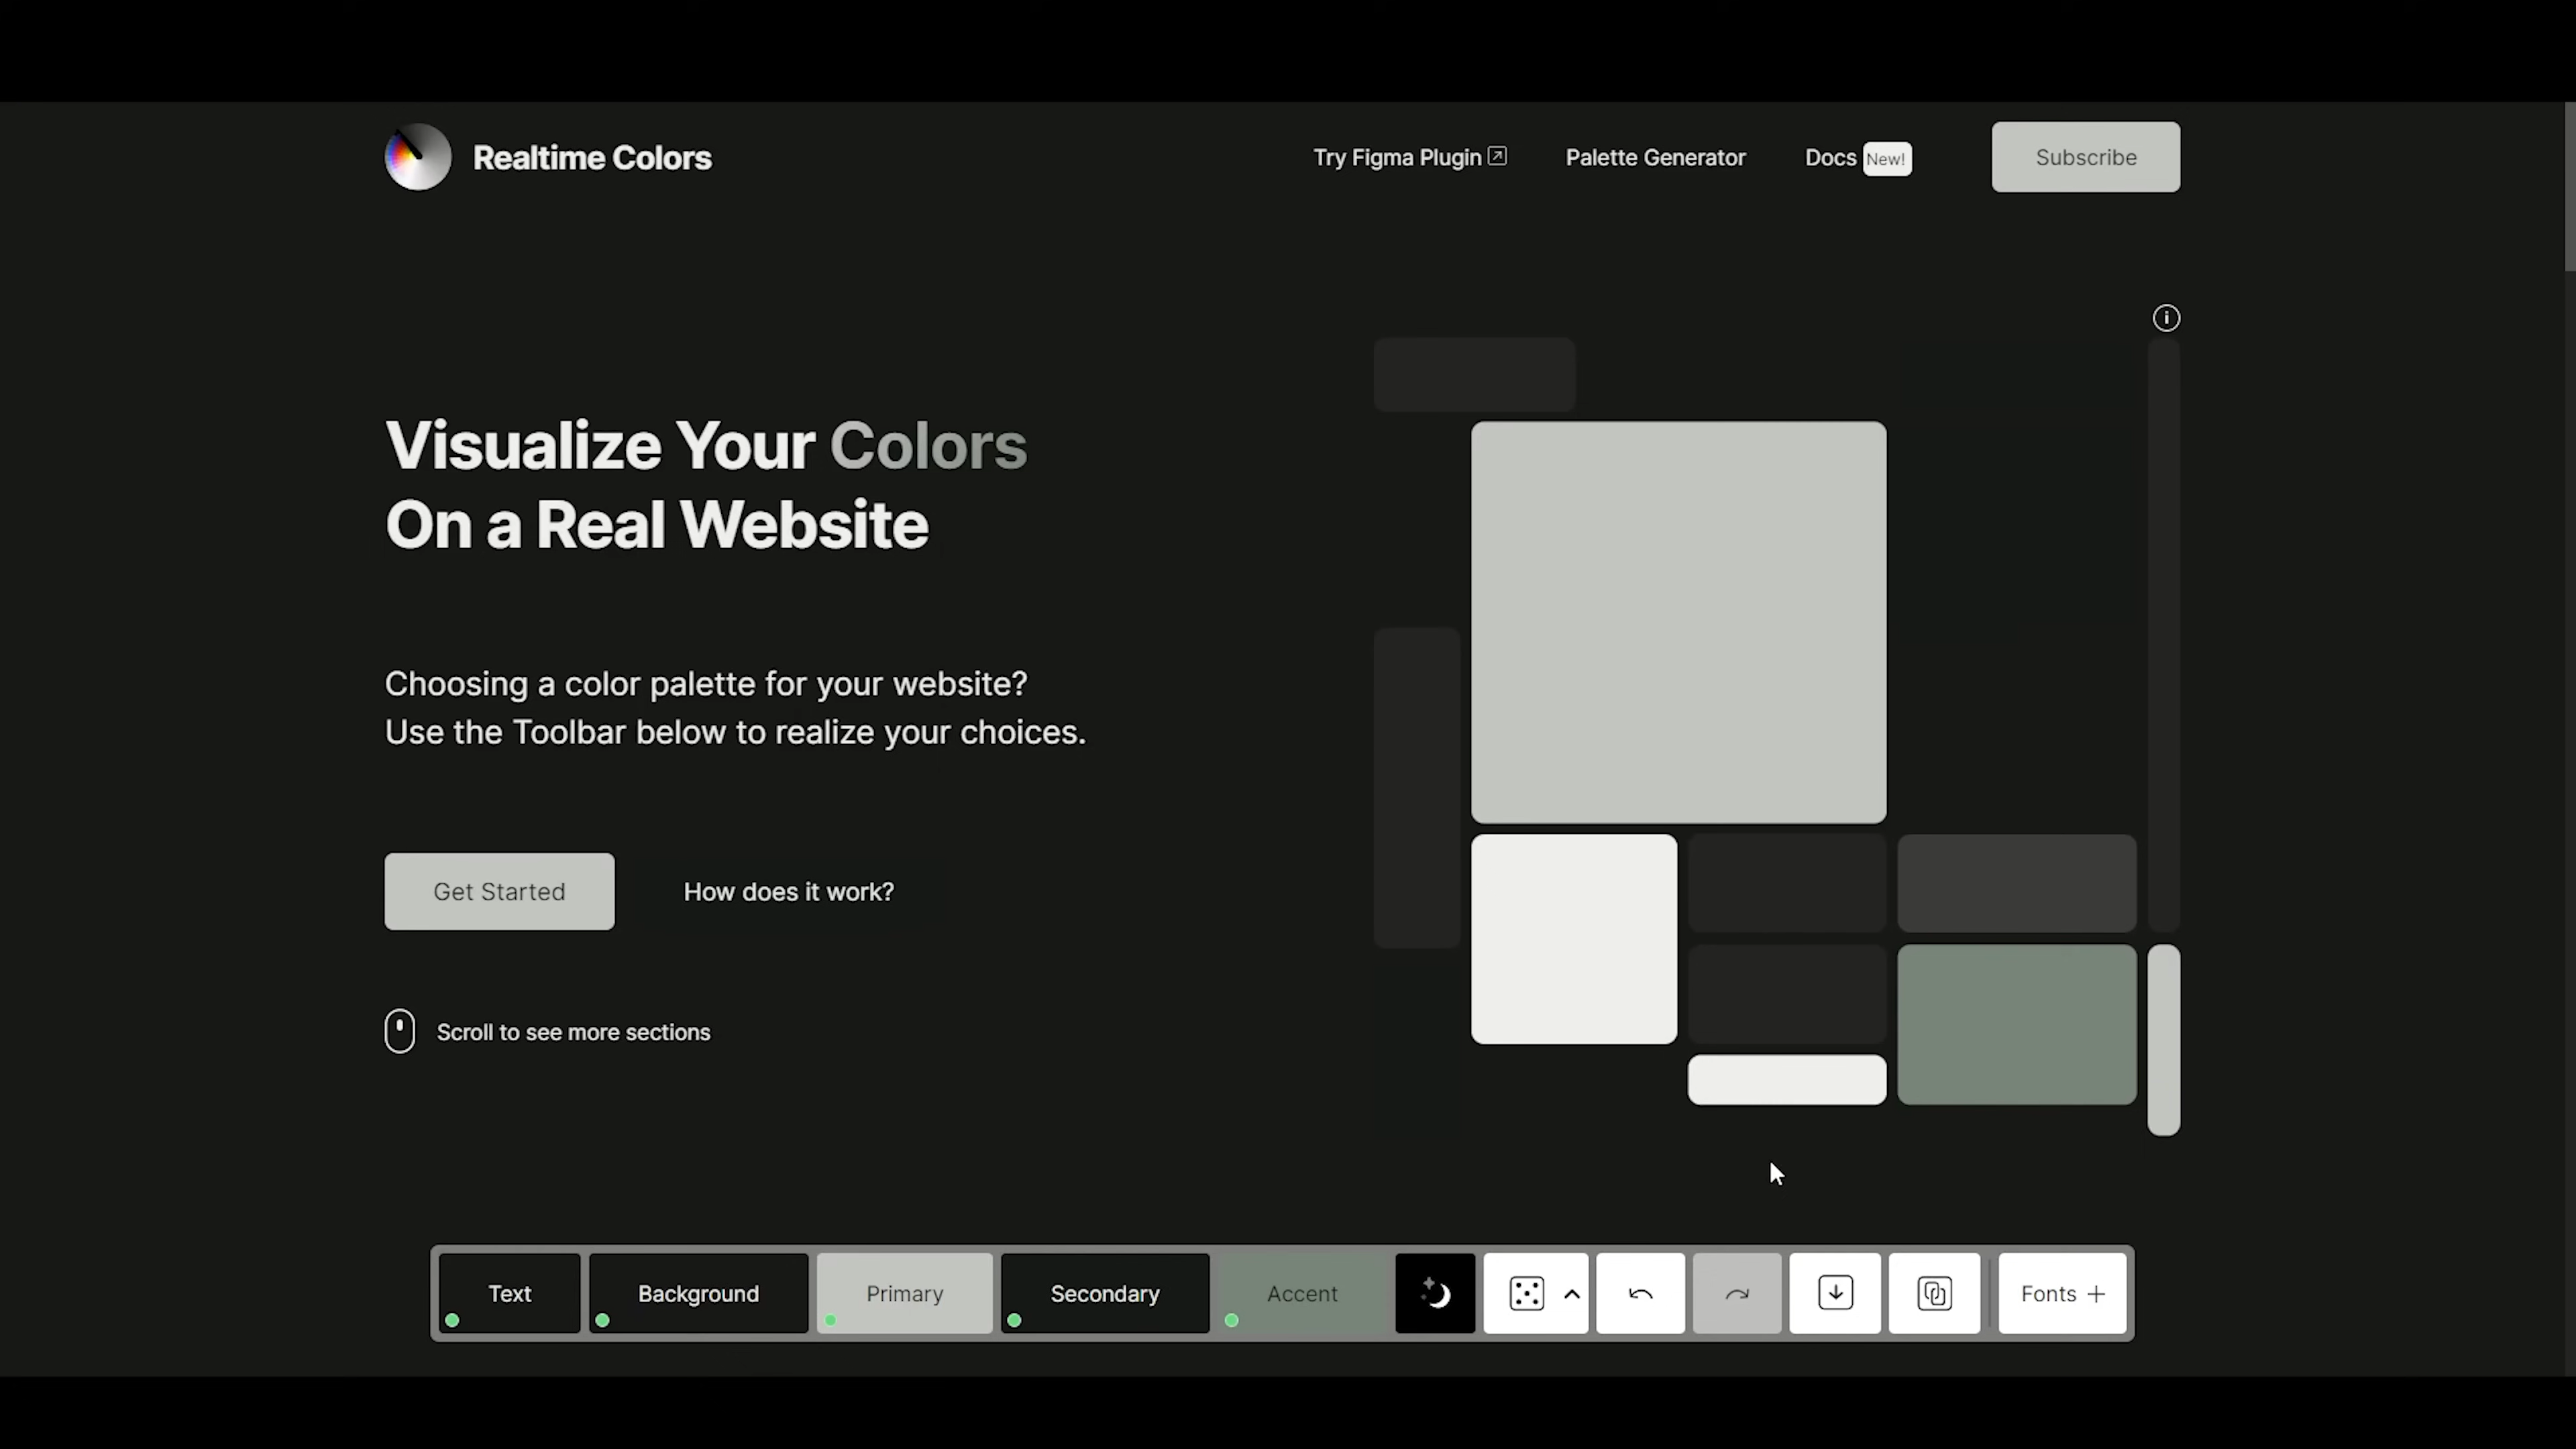 Realtime Colors
Try Figma Plugin
Palette Generator
Docs New!
Subscribe
Visualize Your Colors
On a Real Website
Choosing a color palette for your website?
Use the Toolbar below to realize your choices.
Get Started
How does it work?
Scroll to see more sections
Text
Background
Primary
Secondary
Accent
Fonts